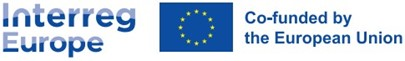 Interreg
Europe
Co-funded by
the European Union